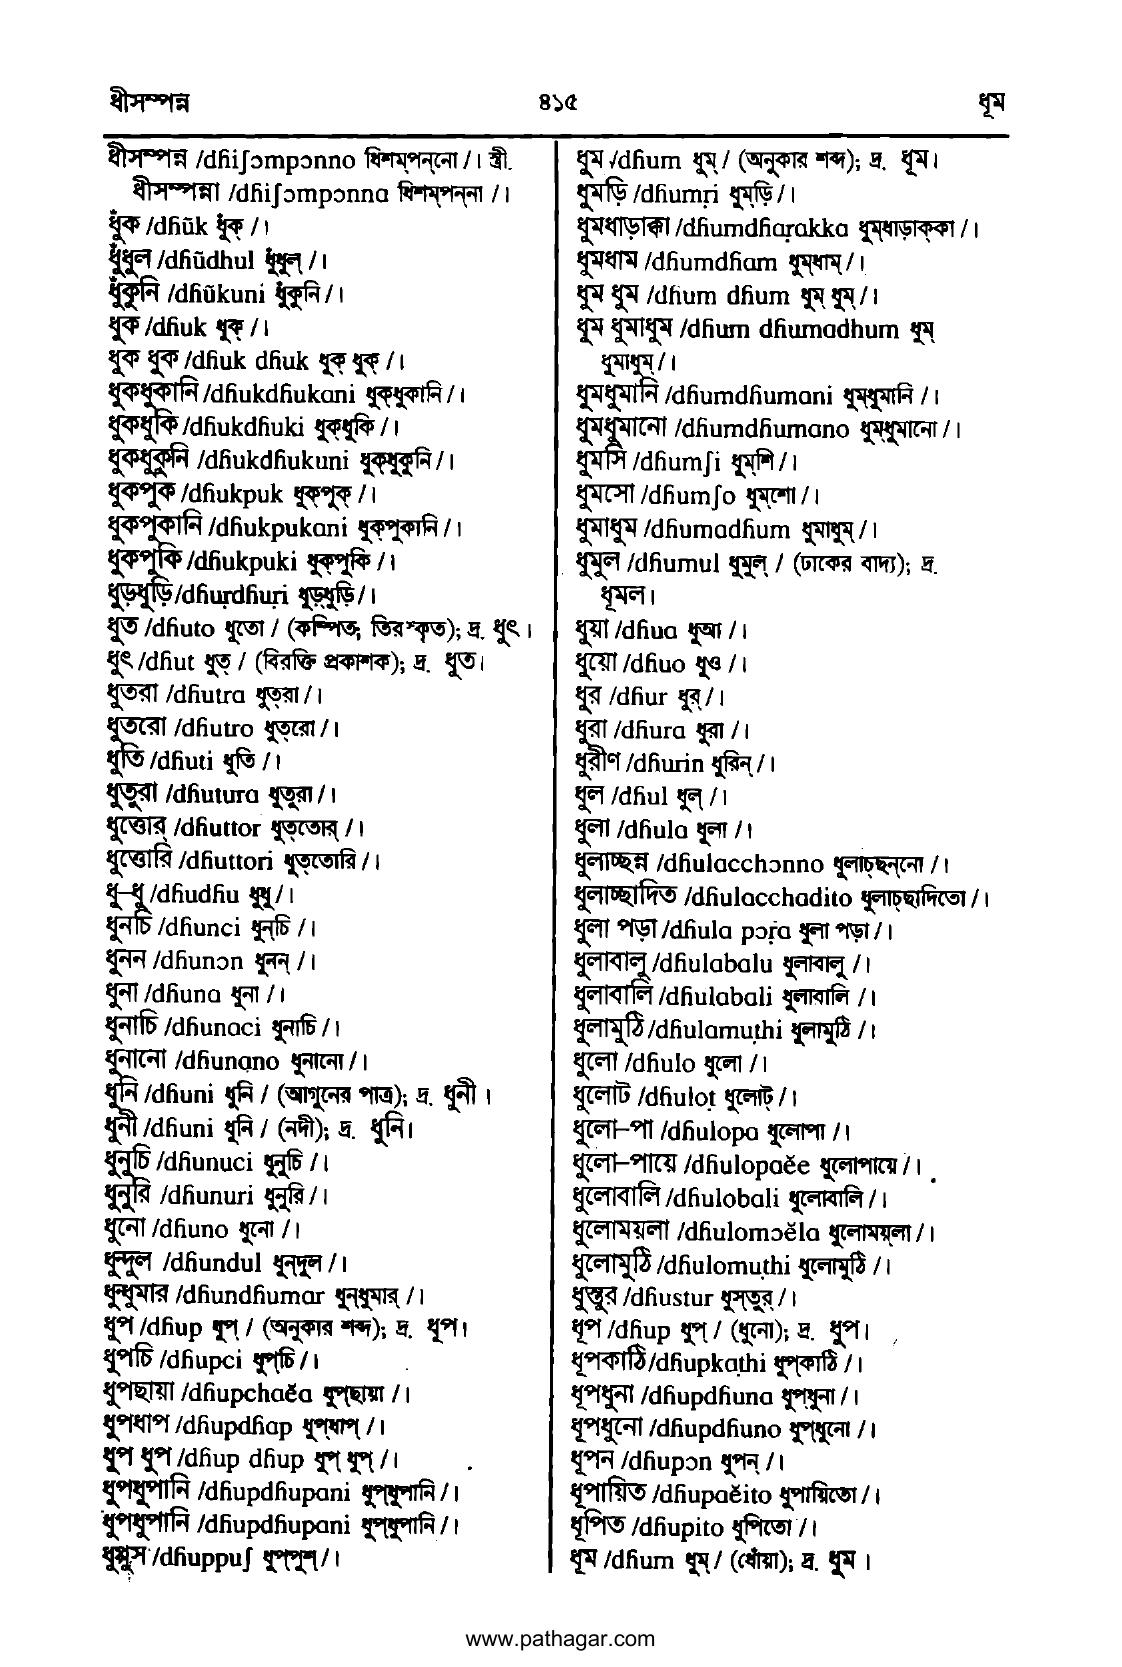 ধীসম্পন্ন ৪১৫ ধূম
ধীসম্পন্ন /dɦiʃɔmpɔnno ধিশম্‌পন্‌নো /। স্ত্রী.
ধীসম্পন্না /dɦiʃɔmpɔnna ধিশম্‌পন্‌না /।
ধুঁক /dɦũk ধুঁক্ /।
ধুঁধুল /dɦũdhul ধুঁধুল্ /।
ধুঁকুনি /dɦũkuni ধুঁকুনি /।
ধুক /dɦuk ধুক্ /।
ধুক ধুক /dɦuk dɦuk ধুক্ ধুক্ /।
ধুকধুকানি /dɦukdɦukani ধুক্‌ধুকানি /।
ধুকধুকি /dɦukdɦuki ধুক্‌ধুকি /।
ধুকধুকুনি /dɦukdɦukuni ধুক্‌ধুকুনি /।
ধুকপুক /dɦukpuk ধুক্‌পুক্ /।
ধুকপুকানি /dɦukpukani ধুক্‌পুকানি /।
ধুকপুকি /dɦukpuki ধুক্‌পুকি /।
ধুড়ধুড়ি /dɦuṛdɦuṛi ধুড়্‌ধুড়ি /।
ধুত /dɦuto ধুতো / (কম্পিত; তিরস্কৃত); দ্র. ধুৎ।
ধুৎ /dɦut ধুত্ / (বিরক্তি প্রকাশক); দ্র. ধুত।
ধুতরা /dɦutra ধুত্‌রা /।
ধুতরো /dɦutro ধুত্‌রো /।
ধুতি /dɦuti ধুতি /।
ধুতুরা /dɦutura ধুতুরা /।
ধুত্তোর্ /dɦuttor ধুত্‌তোর্ /।
ধুত্তোরি /dɦuttori ধুত্‌তোরি /।
ধু-ধু /dɦudɦu ধুধু /।
ধুনচি /dɦunci ধুন্‌চি /।
ধুনন /dɦunɔn ধুনন্ /।
ধুনা /dɦuna ধুনা /।
ধুনাচি /dɦunaci ধুনাচি /।
ধুনানো /dɦunano ধুনানো /।
ধুনি /dɦuni ধুনি / (আগুনের পাত্র); দ্র. ধুনী।
ধুনী /dɦuni ধুনি / (নদী); দ্র. ধুনি।
ধুনুচি /dɦunuci ধুনুচি /।
ধুনুরি /dɦunuri ধুনুরি /।
ধুনো /dɦuno ধুনো /।
ধুন্দুল /dɦundul ধুন্‌দুল /।
ধুন্ধুমার /dɦundɦumar ধুন্‌ধুমার্ /।
ধুপ /dɦup ধুপ্ / (অনুকার শব্দ); দ্র. ধূপ।
ধুপচি /dɦupci ধুপ্‌চি /।
ধুপছায়া /dɦupchaĕa ধুপ্‌ছায়া /।
ধুপধাপ /dɦupdɦap ধুপ্‌ধাপ্ /।
ধুপ ধুপ /dɦup dɦup ধুপ্ ধুপ্ /।
ধুপধুপানি /dɦupdɦupani ধুপ্‌ধুপানি /।
ধুপধুপানি /dɦupdɦupani ধুপ্‌ধুপানি /।
ধুপ্পুস /dɦuppuʃ ধুপ্‌পুশ্ /।
ধুম /dɦum ধুম্ / (অনুকার শব্দ); দ্র. ধূম।
ধুমড়ি /dɦumṛi ধুম্‌ড়ি /।
ধুমধাড়াক্কা /dɦumdɦaṛakka ধুম্‌ধাড়াক্‌কা /।
ধুমধাম /dɦumdɦam ধুম্‌ধাম্ /।
ধুম ধুম /dɦum dɦum ধুম্ ধুম্ /।
ধুম ধুমাধুম /dɦum dɦumadhum ধুম্
ধুমাধুম্ /।
ধুমধুমানি /dɦumdɦumani ধুম্‌ধুমানি /।
ধুমধুমানো /dɦumdɦumano ধুম্‌ধুমানো /।
ধুমসি /dɦumʃi ধুম্‌শি /।
ধুমসো /dɦumʃo ধুম্‌শো /।
ধুমাধুম /dɦumadɦum ধুমাধুম্ /।
ধুমুল /dɦumul ধুমুল্ / (ঢাকের বাদ্য); দ্র.
ধূমল।
ধুয়া /dɦua ধুআ /।
ধুয়ো /dɦuo ধুও /।
ধুর /dɦur ধুর্ /।
ধুরা /dɦura ধুরা /।
ধুরীণ /dɦurin ধুরিন্ /।
ধুল /dɦul ধুল্ /।
ধুলা /dɦula ধুলা /।
ধুলাচ্ছন্ন /dɦulacchɔnno ধুলাচ্‌ছন্‌নো /।
ধুলাচ্ছাদিত /dɦulacchadito ধুলাচ্‌ছাদিতো /।
ধুলা পড়া /dɦula pɔṛa ধুলা পড়া /।
ধুলাবালু /dɦulabalu ধুলাবালু /।
ধুলাবালি /dɦulabali ধুলাবালি /।
ধুলামুঠি /dɦulamuṭhi ধুলামুঠি /।
ধুলো /dɦulo ধুলো /।
ধুলোট /dɦuloṭ ধুলোট্ /।
ধুলো-পা /dɦulopa ধুলোপা /।
ধুলো-পায়ে /dɦulopaĕe ধুলোপায়ে /।
ধুলোবালি /dɦulobali ধুলোবালি /।
ধুলোময়লা /dɦulomɔĕla ধুলোময়্‌লা /।
ধুলোমুঠি /dɦulomuṭhi ধুলোমুঠি /।
ধুস্তুর /dɦustur ধুস্‌তুর্ /।
ধূপ /dɦup ধুপ্ / (ধুনো); দ্র. ধুপ।
ধূপকাঠি /dɦupkaṭhi ধুপ্‌কাঠি /।
ধূপধুনা /dɦupdɦuna ধুপ্‌ধুনা /।
ধূপধুনো /dɦupdɦuno ধুপ্‌ধুনো /।
ধূপন /dɦupɔn ধুপন্ /।
ধূপায়িত /dɦupaĕito ধুপায়িতো /।
ধূপিত /dɦupito ধুপিতো /।
ধূম /dɦum ধুম্ / (ধোঁয়া); দ্র. ধুম।
www.pathagar.com